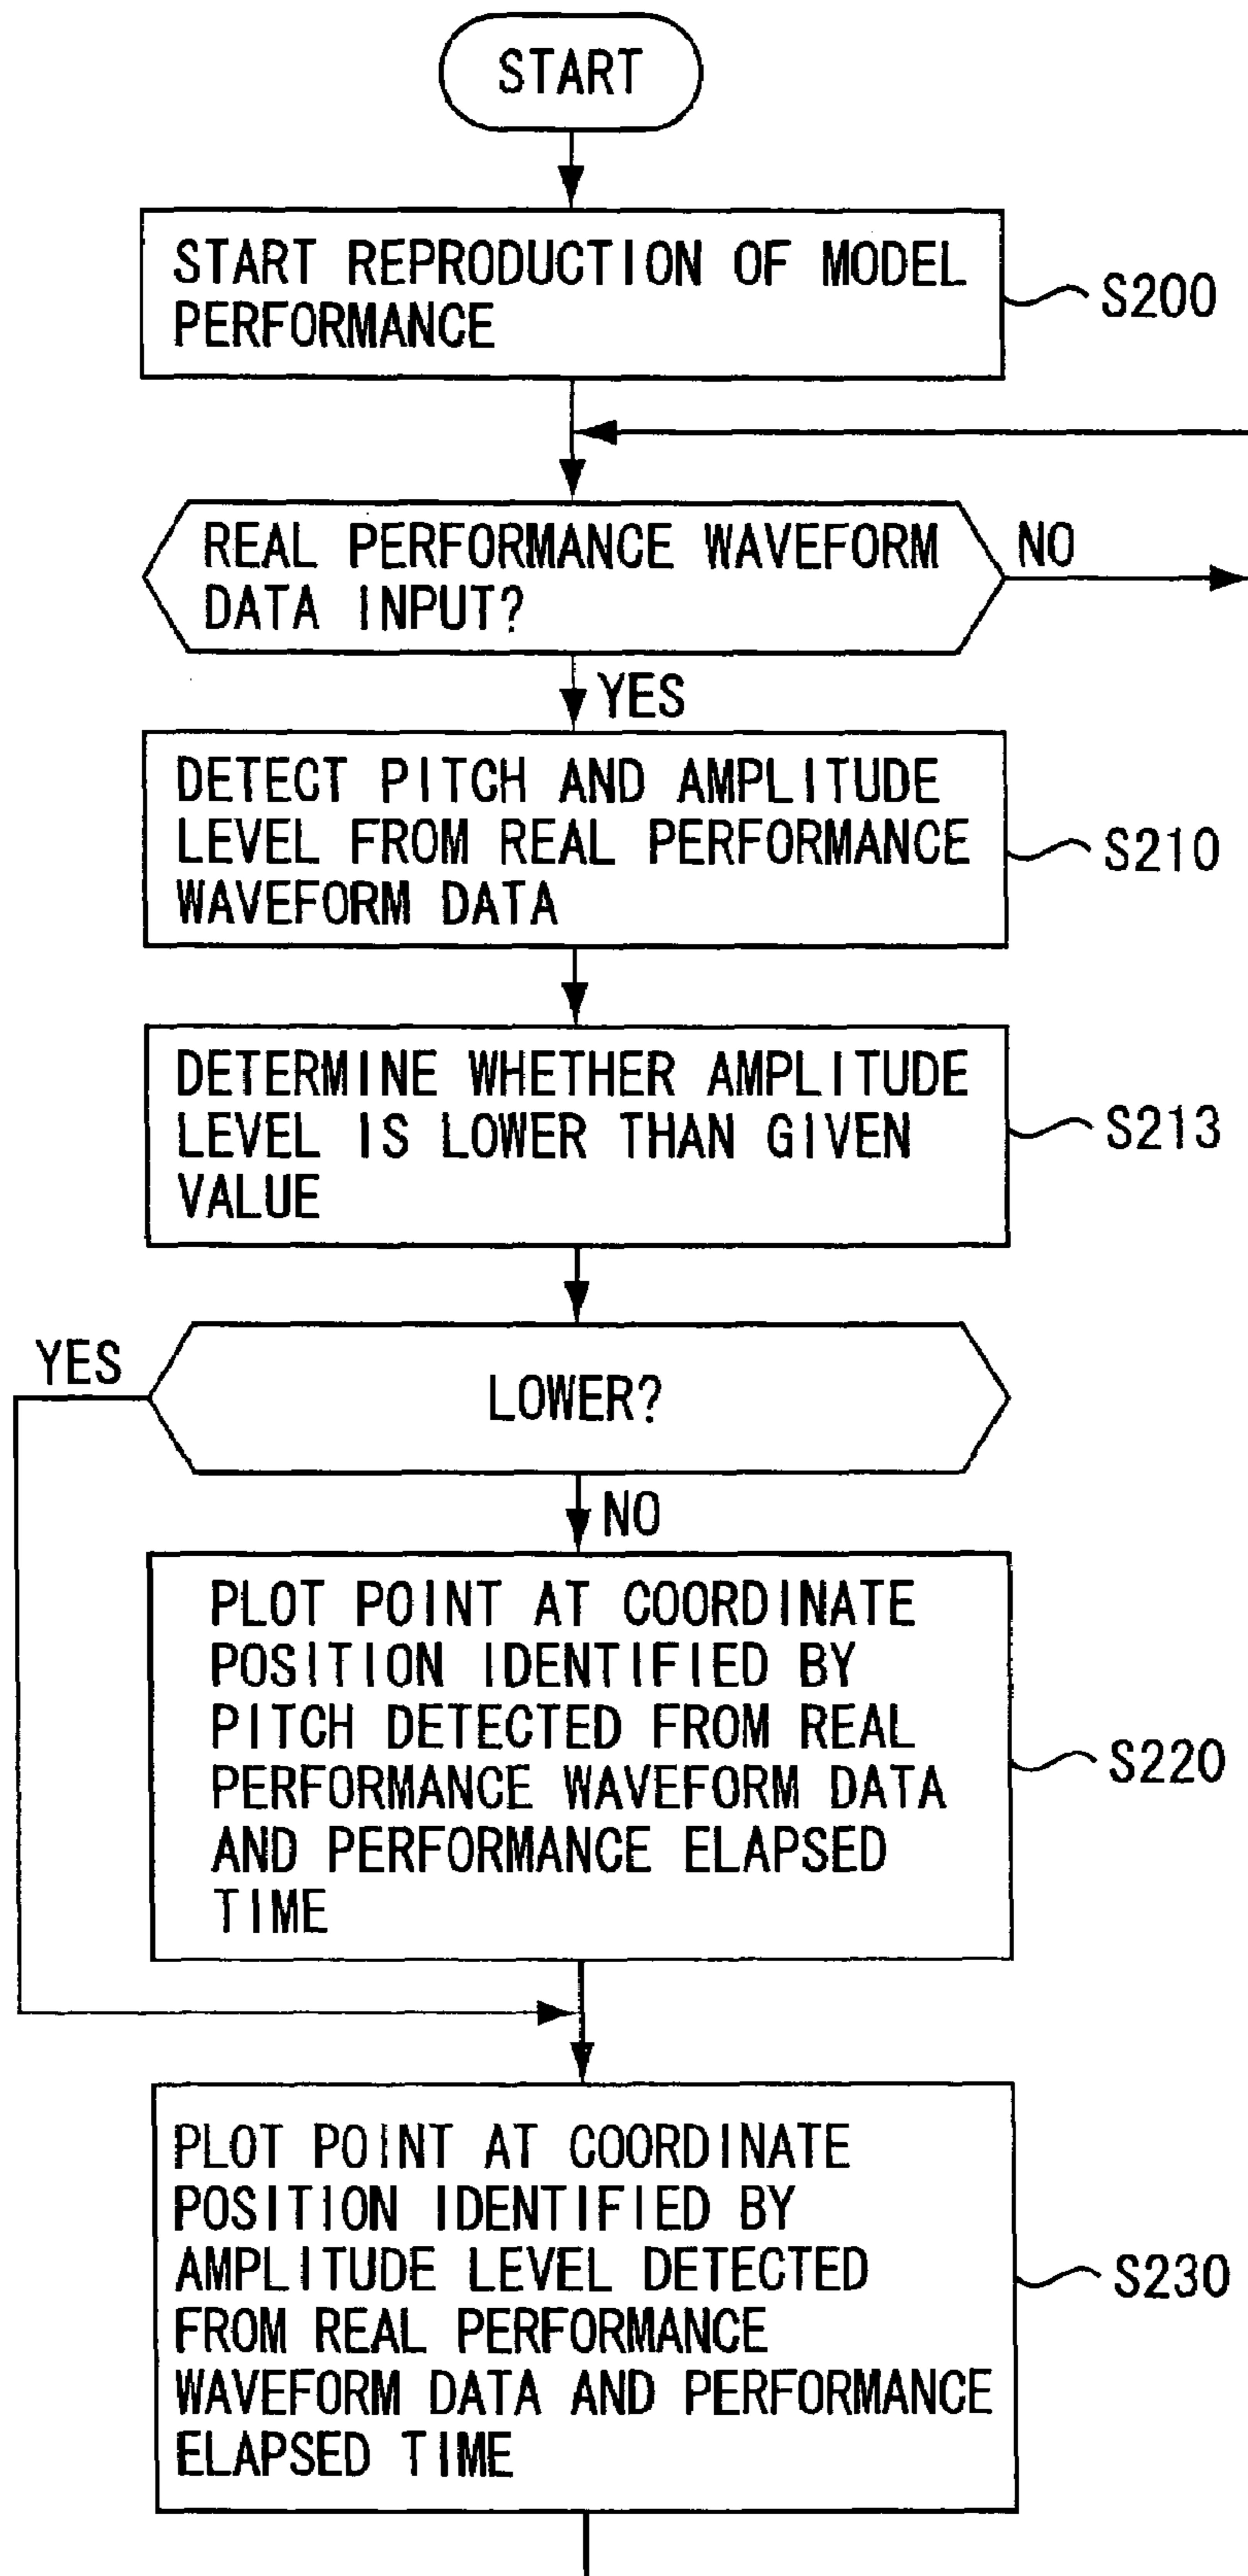 START
START REPRODUCTION OF MODEL
PERFORMANCE
S200
REAL PERFORMANCE WAVEFORM
DATA INPUT?
NO
YES
DETECT PITCH AND AMPLITUDE
LEVEL FROM REAL PERFORMANCE
WAVEFORM DATA
S210
DETERMINE WHETHER AMPLITUDE
LEVEL IS LOWER THAN GIVEN
VALUE
S213
YES
LOWER?
NO
PLOT POINT AT COORDINATE
POSITION IDENTIFIED BY
PITCH DETECTED FROM REAL
PERFORMANCE WAVEFORM DATA
AND PERFORMANCE ELAPSED
TIME
S220
PLOT POINT AT COORDINATE
POSITION IDENTIFIED BY
AMPLITUDE LEVEL DETECTED
FROM REAL PERFORMANCE
WAVEFORM DATA AND PERFORMANCE
ELAPSED TIME
S230